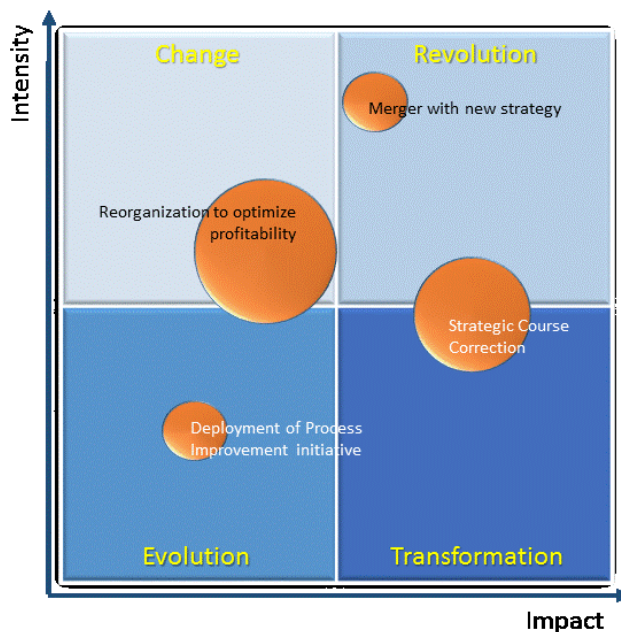 Intensity
Change
Revolution
Merger with new strategy
Reorganization to optimize
profitability
Strategic Course
Correction
Deployment of Process
Improvement initiative
Evolution
Transformation
Impact